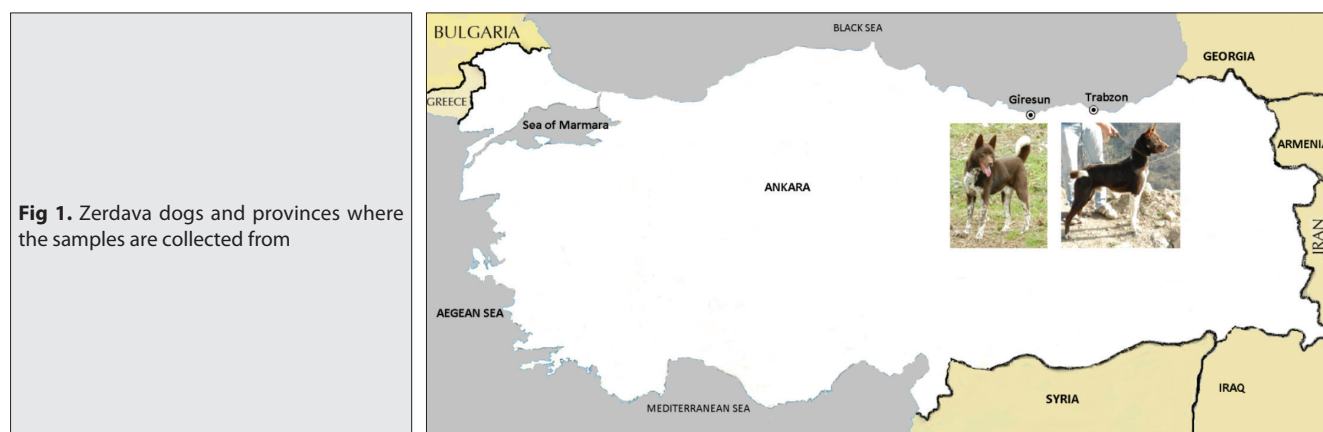 Fig 1. Zerdava dogs and provinces where
the samples are collected from
BULGARIA
BLACK SEA
GEORGIA
GREECE
Giresun
Trabzon
Sea of Marmara
ARMENIA
ANKARA
IRAN
AEGEAN SEA
MEDITERRANEAN SEA
SYRIA
IRAQ